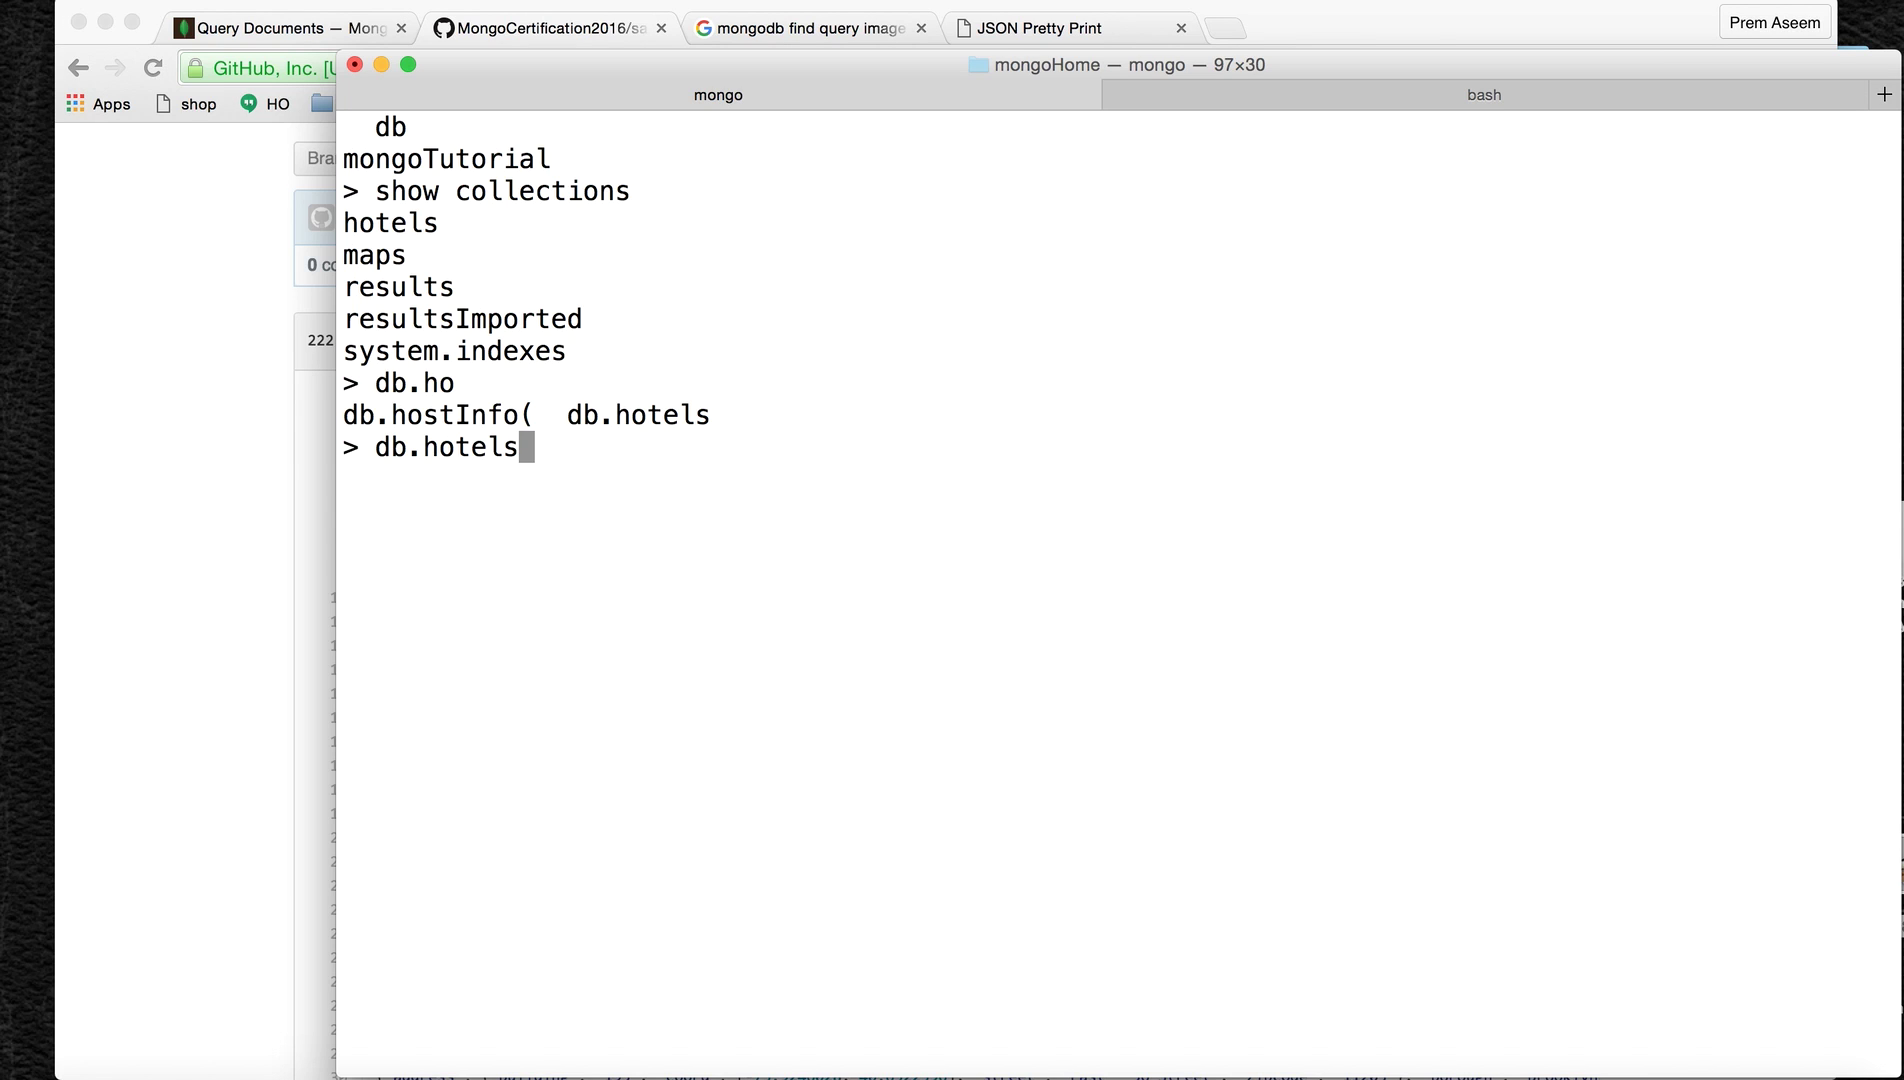 Query Documents — Mong
MongoCertification2016/sa
mongodb find query image
JSON Pretty Print
Prem Aseem
GitHub, Inc. [U
mongoHome — mongo — 97×30
Apps
shop
HO
mongo
bash
Bra
0 co
222
db
mongoTutorial
> show collections
hotels
maps
results
resultsImported
system.indexes
> db.ho
db.hostInfo(  db.hotels
> db.hotels